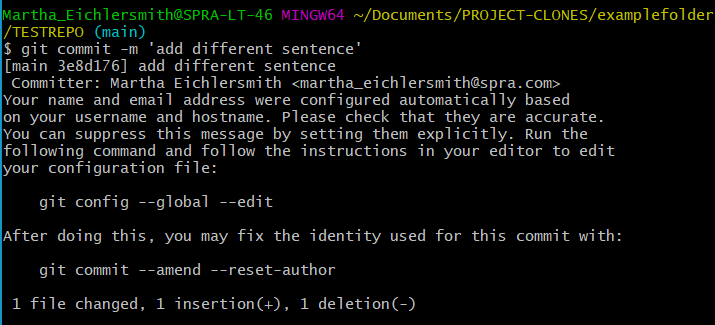 Martha_Eichlersmith@SPRA-LT-46 MINGW64 ~/Documents/PROJECT-CLONES/examplefolder
/TESTREPO (main)
$ git commit -m 'add different sentence'
[main 3e8d176] add different sentence
 Committer: Martha Eichlersmith <martha_eichlersmith@spra.com>
Your name and email address were configured automatically based
on your username and hostname. Please check that they are accurate.
You can suppress this message by setting them explicitly. Run the
following command and follow the instructions in your editor to edit
your configuration file:

    git config --global --edit

After doing this, you may fix the identity used for this commit with:

    git commit --amend --reset-author

 1 file changed, 1 insertion(+), 1 deletion(-)